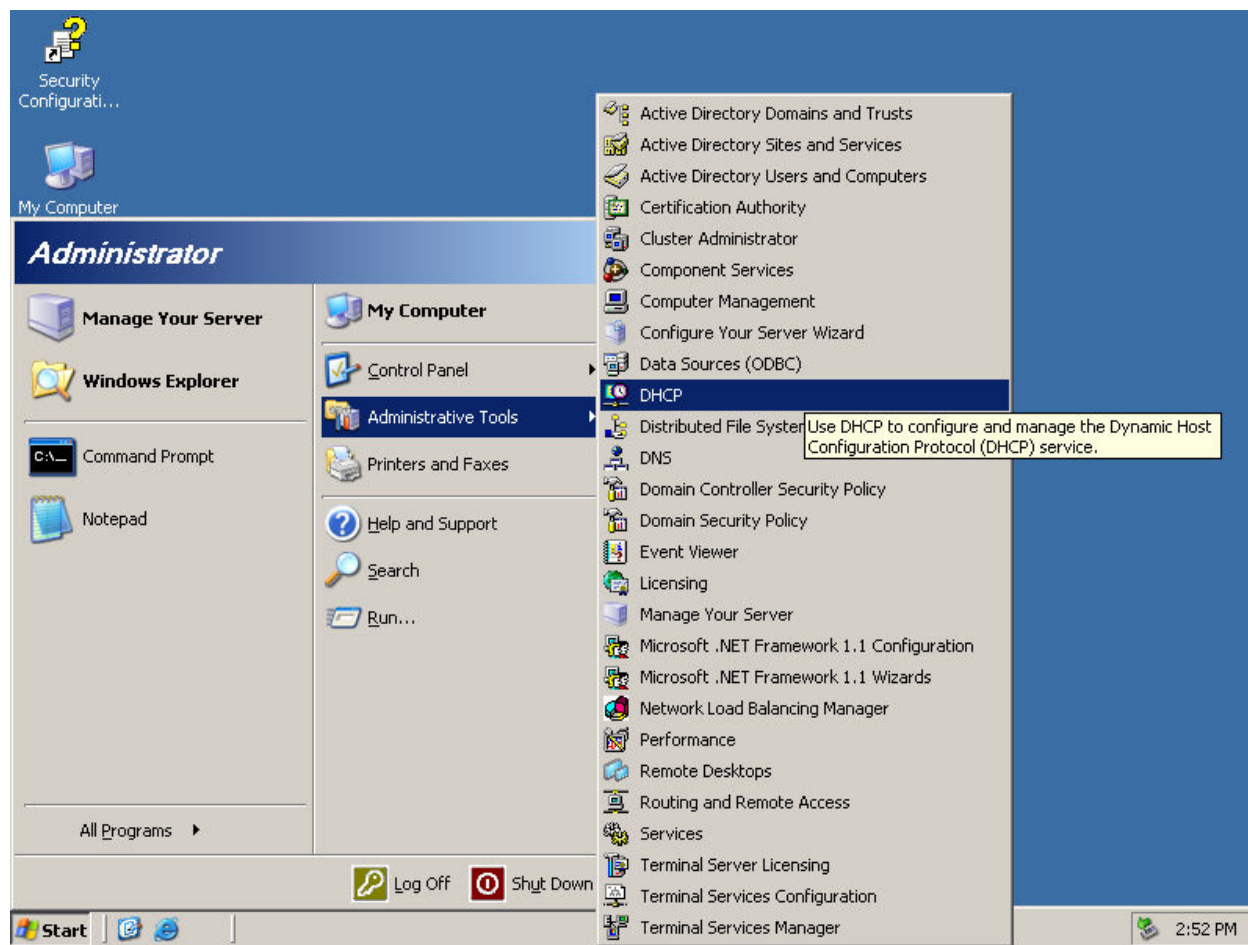 Security
Configurati...
My Computer
Administrator
Manage Your Server
Windows Explorer
Command Prompt
Notepad
All Programs
My Computer
Control Panel
Administrative Tools
Printers and Faxes
Help and Support
Search
Run...
Log Off
Shut Down
Active Directory Domains and Trusts
Active Directory Sites and Services
Active Directory Users and Computers
Certification Authority
Cluster Administrator
Component Services
Computer Management
Configure Your Server Wizard
Data Sources (ODBC)
DHCP
Distributed File Syster
Use DHCP to configure and manage the Dynamic Host
Configuration Protocol (DHCP) service.
DNS
Domain Controller Security Policy
Domain Security Policy
Event Viewer
Licensing
Manage Your Server
Microsoft .NET Framework 1.1 Configuration
Microsoft .NET Framework 1.1 Wizards
Network Load Balancing Manager
Performance
Remote Desktops
Routing and Remote Access
Services
Terminal Server Licensing
Terminal Services Configuration
Terminal Services Manager
Start
2:52 PM